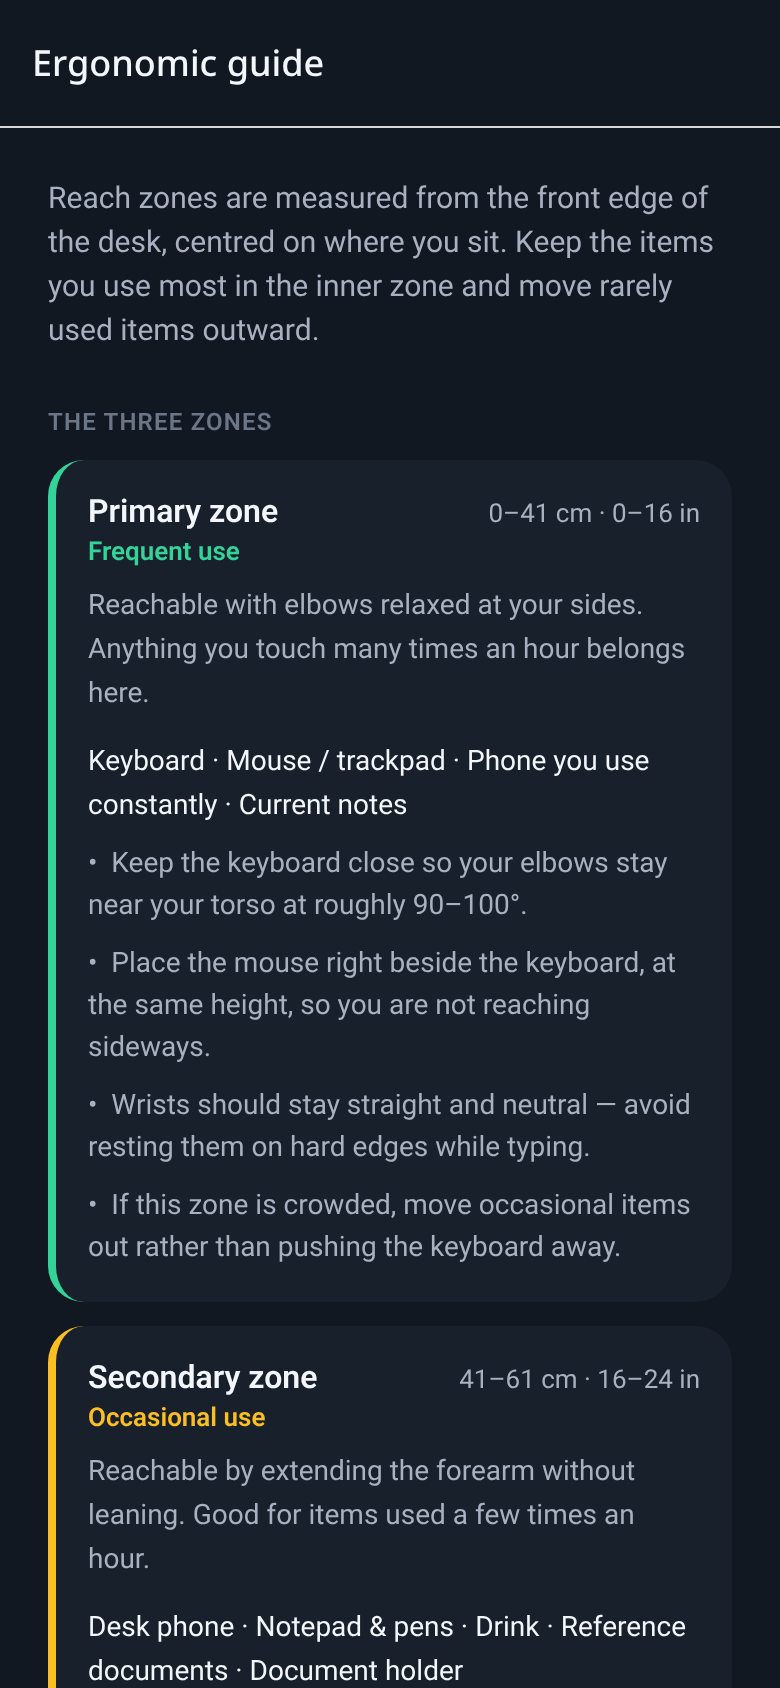 Ergonomic guide
Reach zones are measured from the front edge of
the desk, centred on where you sit. Keep the items
you use most in the inner zone and move rarely
used items outward.
THE THREE ZONES
Primary zone
0–41 cm · 0–16 in
Frequent use
Reachable with elbows relaxed at your sides.
Anything you touch many times an hour belongs
here.
Keyboard · Mouse / trackpad · Phone you use
constantly · Current notes
• Keep the keyboard close so your elbows stay
near your torso at roughly 90–100°.
• Place the mouse right beside the keyboard, at
the same height, so you are not reaching
sideways.
• Wrists should stay straight and neutral — avoid
resting them on hard edges while typing.
• If this zone is crowded, move occasional items
out rather than pushing the keyboard away.
Secondary zone
41–61 cm · 16–24 in
Occasional use
Reachable by extending the forearm without
leaning. Good for items used a few times an
hour.
Desk phone · Notepad & pens · Drink · Reference
documents · Document holder